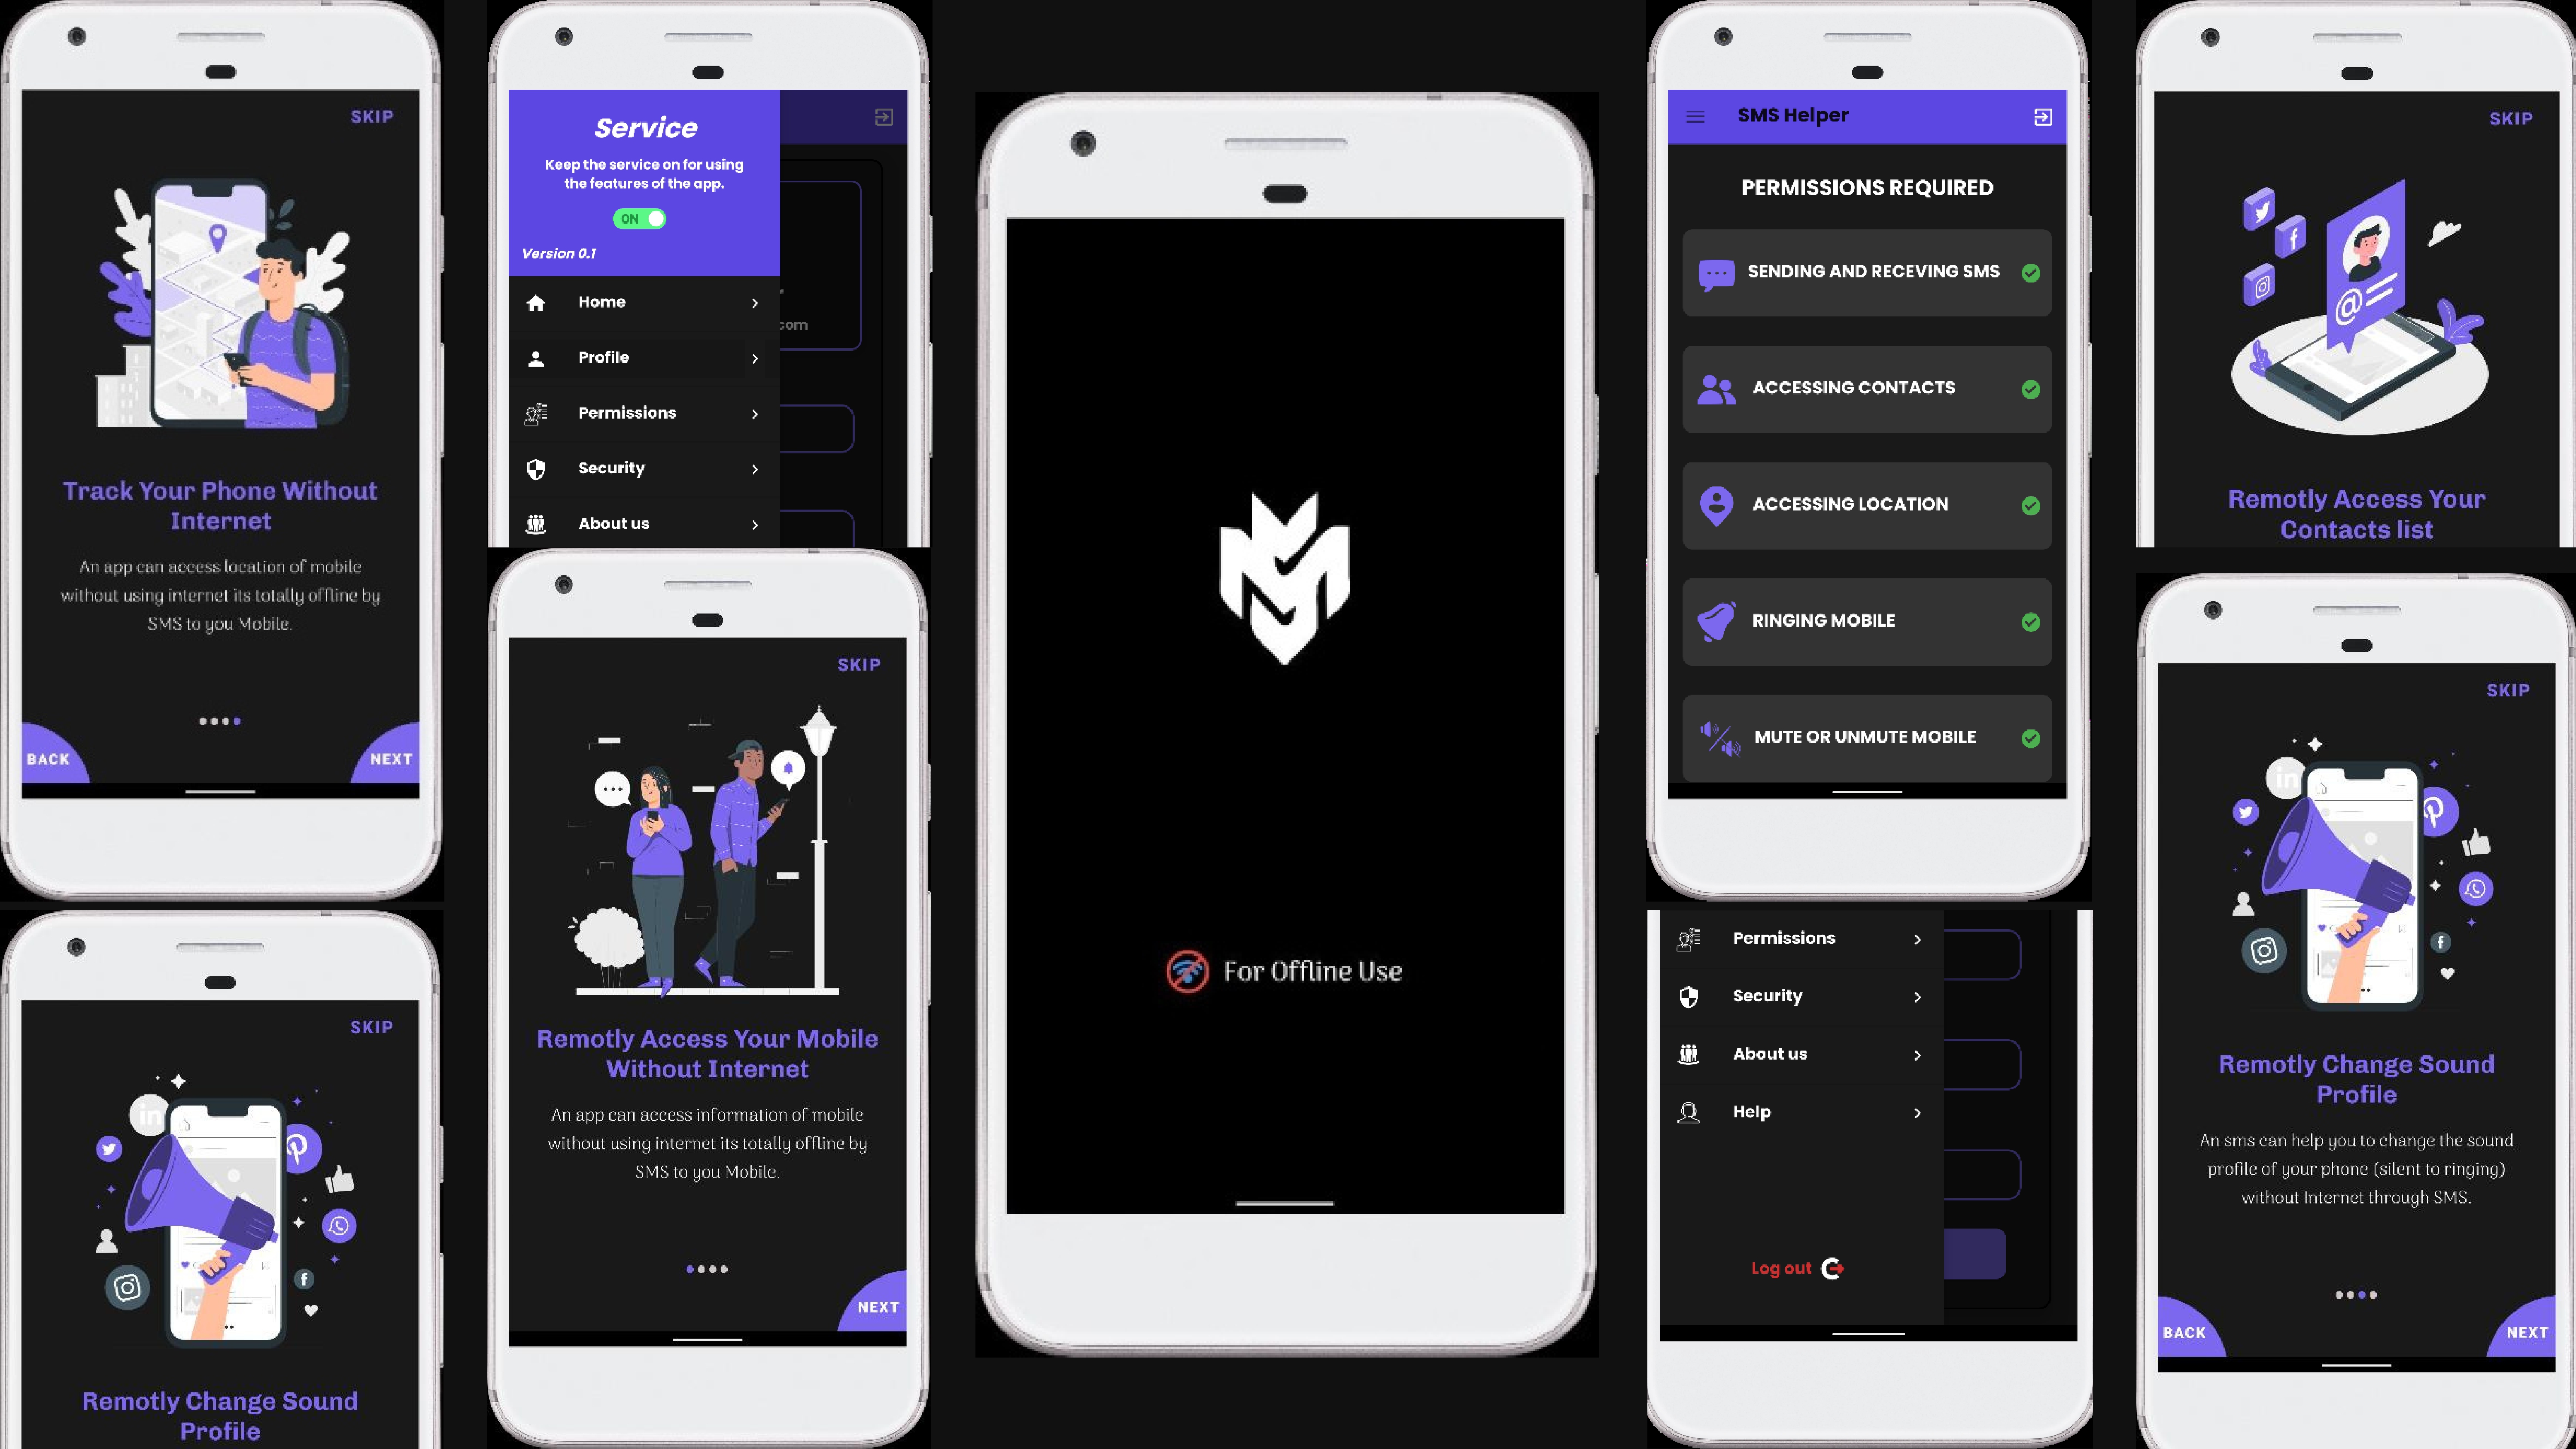 SKIP
Track Your Phone Without
Internet
An app can access location of mobile
without using internet its totally offline by
SMS to you Mobile.
BACK
NEXT
SKIP
in
f
Remotly Change Sound
Profile
Service
Keep the service on for using
the features of the app.
ON
Version 0.1
Home
Profile
Permissions
Security
About us
com
SKIP
Remotly Access Your Mobile
Without Internet
An app can access information of mobile
without using internet its totally offline by
SMS to you Mobile.
NEXT
For Offline Use
SMS Helper
PERMISSIONS REQUIRED
SENDING AND RECEVING SMS
ACCESSING CONTACTS
ACCESSING LOCATION
RINGING MOBILE
MUTE OR UNMUTE MOBILE
Permissions
Security
About us
Help
Log out
SKIP
f
@
Remotly Access Your
Contacts list
SKIP
in
f
Remotly Change Sound
Profile
An sms can help you to change the sound
profile of your phone (silent to ringing)
without Internet through SMS.
BACK
NEXT